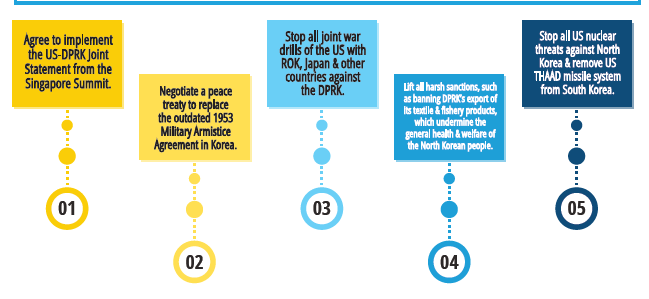 Agree to implement
the US-DPRK Joint
Statement from the
Singapore Summit.
01
Negotiate a peace
treaty to replace
the outdated 1953
Military Armistice
Agreement in Korea.
02
Stop all joint war
drills of the US with
ROK, Japan & other
countries against
the DPRK.
03
Lift all harsh sanctions, such
as banning DPRK's export of
its textile & fishery products,
which undermine the
general health & welfare of
the North Korean people.
04
Stop all US nuclear
threats against North
Korea & remove US
THAAD missile system
from South Korea.
05